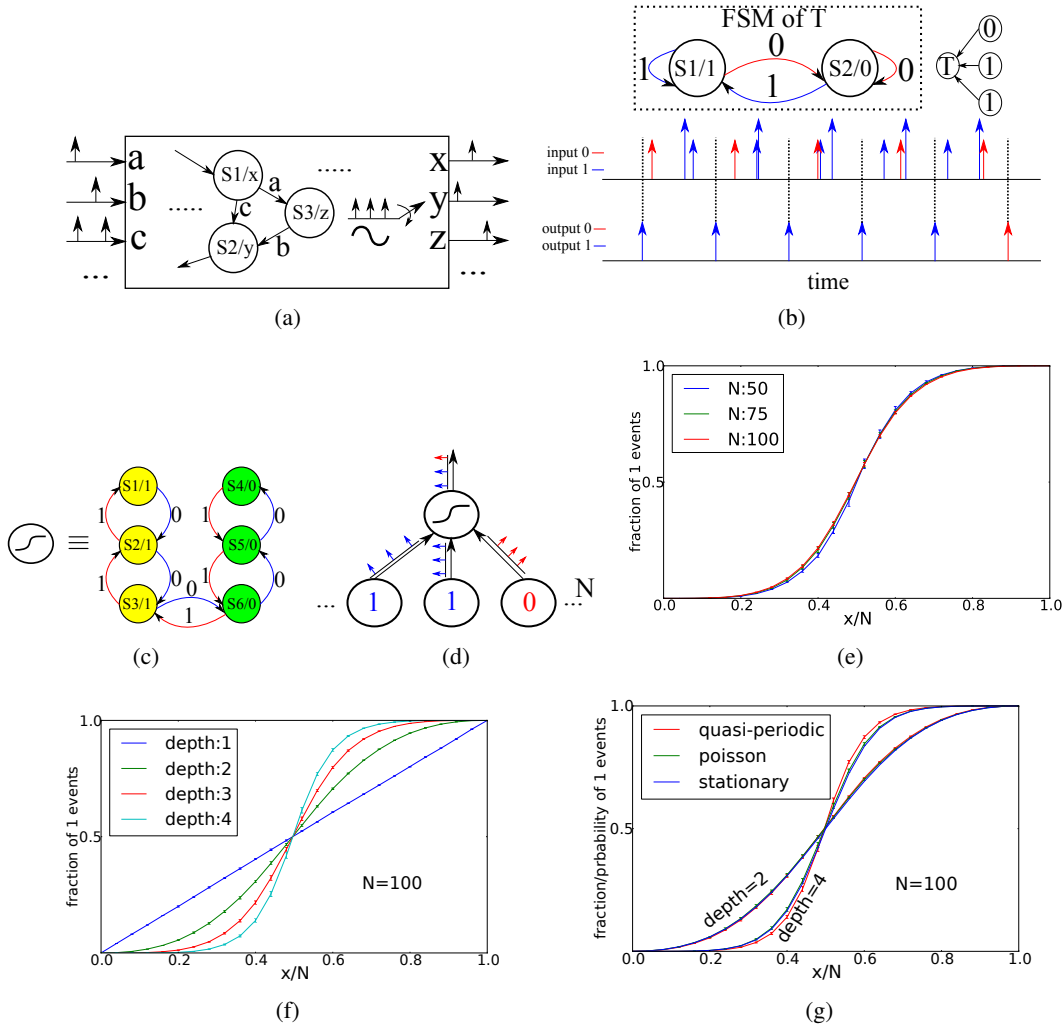 a
b
c
...
S1/x
a
c
S3/z
S2/y
b
......
......
x
y
z
...
(a)
FSM of T
1
S1/1
0
1
S2/0
0
T
0
1
1
input 0
input 1
output 0
output 1
time
(b)
≡
S1/1
S2/1
S3/1
S4/0
S5/0
S6/0
1
0
1
0
0
1
1
0
1
0
(c)
...
1
1
0
...
N
(d)
fraction of 1 events
1.0
0.5
N:50
N:75
N:100
0.0
0.2
0.4
0.6
0.8
1.0
x/N
(e)
fraction of 1 events
1.0
0.5
depth:1
depth:2
depth:3
depth:4
N=100
0.0
0.2
0.4
0.6
0.8
1.0
x/N
(f)
fraction/prbability of 1 events
1.0
0.5
quasi-periodic
poisson
stationary
depth=2
depth=4
N=100
0.0
0.2
0.4
0.6
0.8
1.0
x/N
(g)